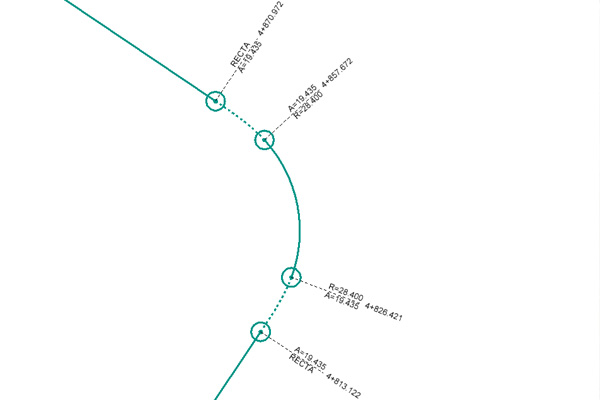 RECTA
A=19.435
4+870.972
A=19.435
R=28.400
4+857.672
R=28.400
A=19.435
4+826.421
A=19.435
RECTA
4+813.122